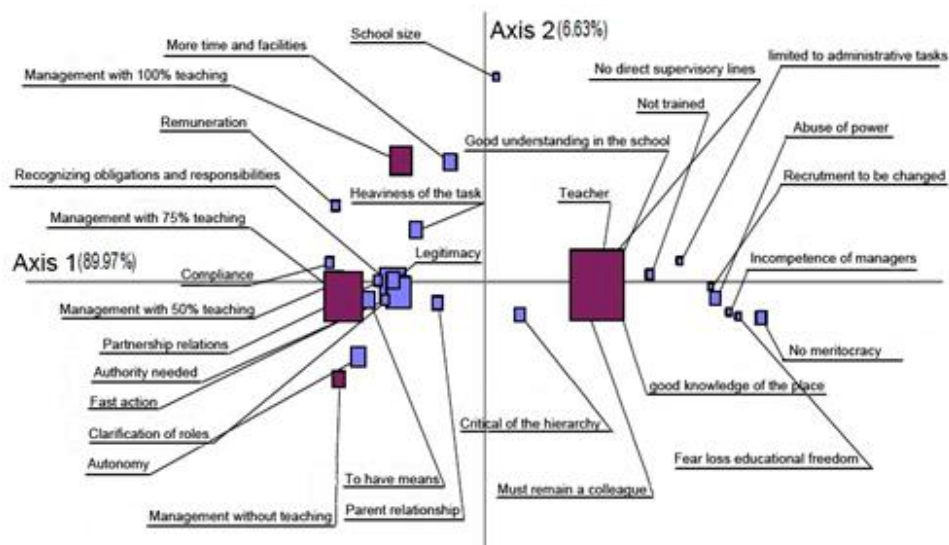 Axis 2 (6.63%)
School size
More time and facilities
Management with 100% teaching
No direct supervisory lines
limited to administrative tasks
Not trained
Remuneration
Good understanding in the school
Abuse of power
Recognizing obligations and responsibilities
Heaviness of the task
Teacher
Recrutment to be changed
Management with 75% teaching
Axis 1 (89.97%)
Legitimacy
Incompetence of managers
Compliance
Management with 50% teaching
Partnership relations
No meritocracy
Authority needed
good knowledge of the place
Fast action
Critical of the hierarchy
Clarification of roles
Fear loss educational freedom
Autonomy
To have means
Must remain a colleague
Management without teaching
Parent relationship